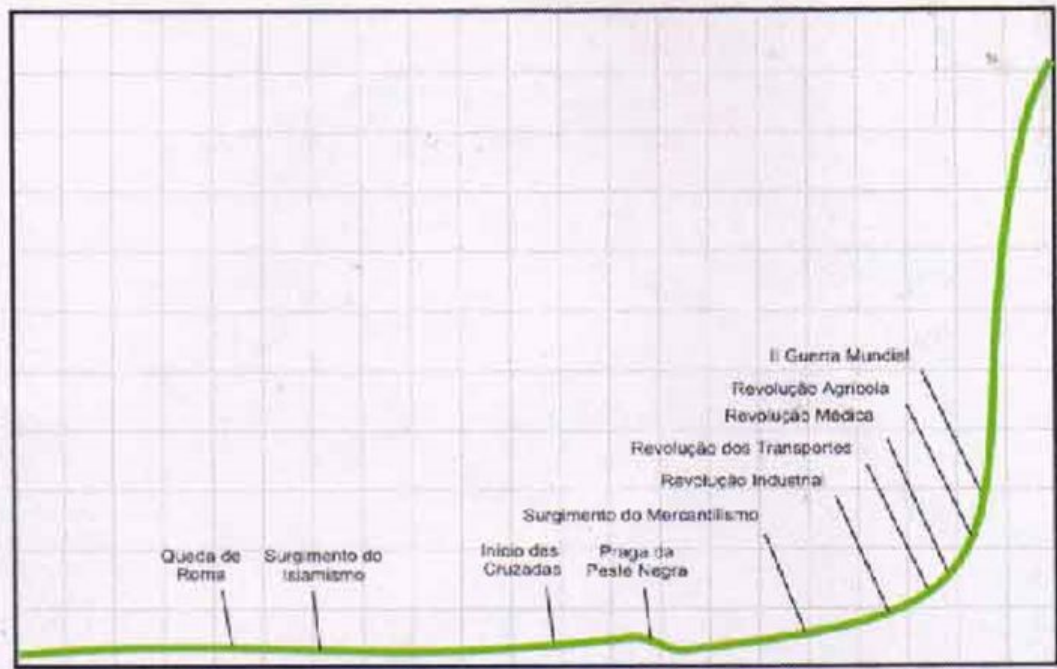 II Guerra Mundial
Revolução Agrícola
Revolução Médica
Revolução dos Transportes
Revolução Industrial
Surgimento do Mercantilismo
Queda de
Roma
Surgimento do
Islamismo
Início das
Cruzadas
Praga da
Peste Negra